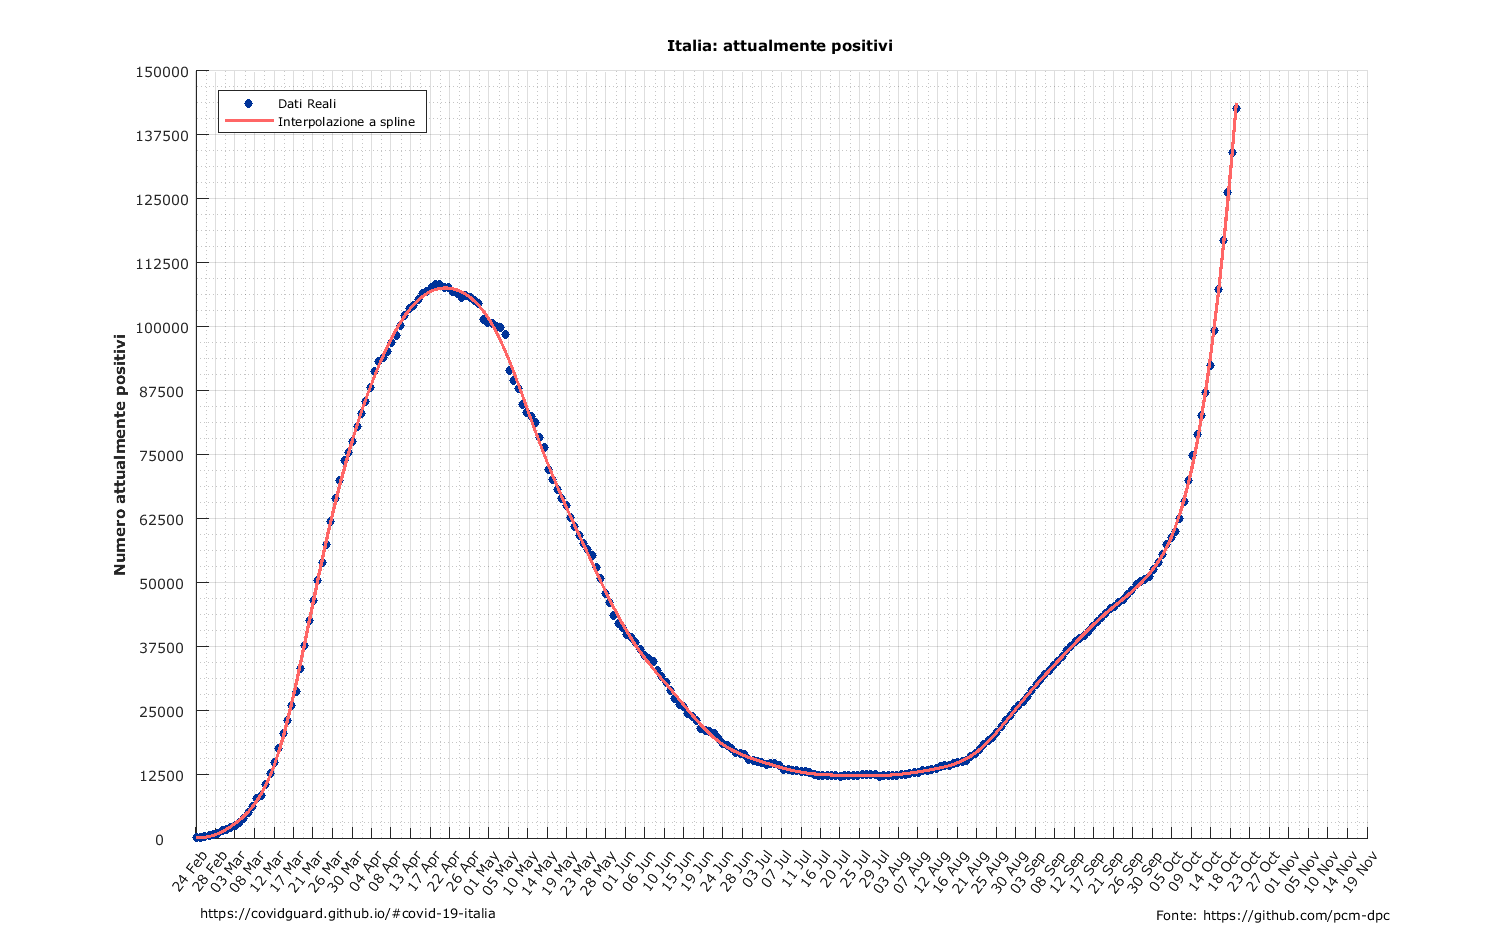 Italia: attualmente positivi
150000
137500
125000
112500
100000
87500
75000
62500
50000
37500
25000
12500
0
Numero attualmente positivi
Dati Reali
Interpolazione a spline
24 Feb
28 Feb
03 Mar
08 Mar
12 Mar
17 Mar
21 Mar
26 Mar
30 Mar
04 Apr
08 Apr
13 Apr
17 Apr
22 Apr
26 Apr
01 May
05 May
10 May
14 May
19 May
23 May
28 May
01 Jun
06 Jun
10 Jun
15 Jun
19 Jun
24 Jun
28 Jun
03 Jul
07 Jul
11 Jul
16 Jul
20 Jul
25 Jul
29 Jul
03 Aug
07 Aug
12 Aug
16 Aug
21 Aug
25 Aug
30 Aug
03 Sep
08 Sep
12 Sep
17 Sep
21 Sep
26 Sep
30 Sep
05 Oct
09 Oct
14 Oct
18 Oct
23 Oct
27 Oct
01 Nov
05 Nov
10 Nov
14 Nov
19 Nov
https://covidguard.github.io/#covid-19-italia
Fonte: https://github.com/pcm-dpc